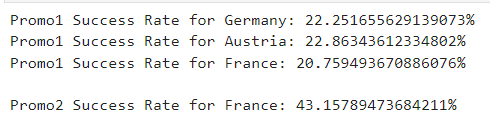 Promo1 Success Rate for Germany: 22.251655629139073%
Promo1 Success Rate for Austria: 22.86343612334802%
Promo1 Success Rate for France: 20.759493670886076%
Promo2 Success Rate for France: 43.15789473684211%